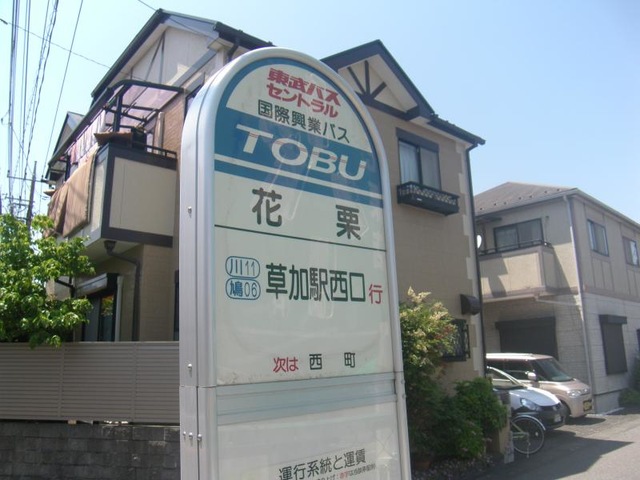 東武バス
セントラル
国際興業バス
TOBU
花栗
川11
鳩06
草加駅西口行
次は 西町
運行系統と運賃